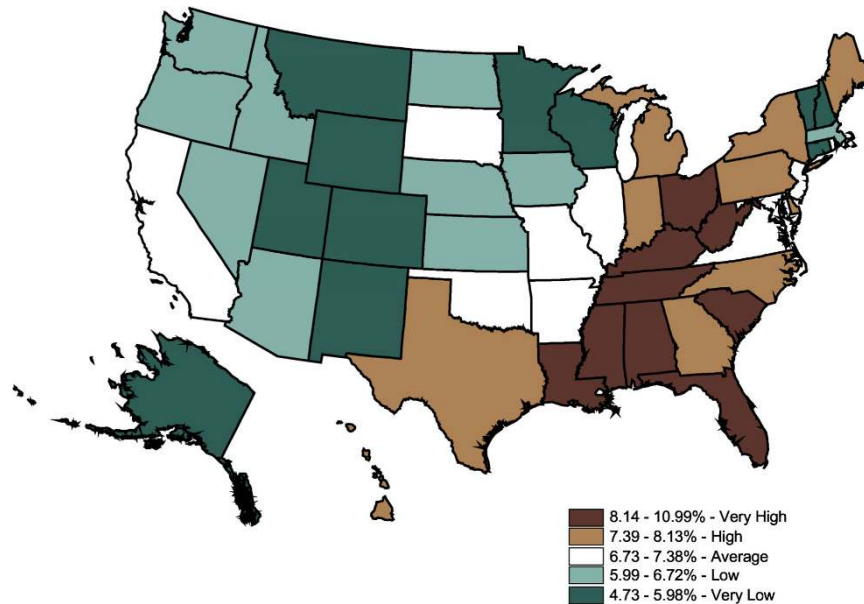 8.14 - 10.99% - Very High
7.39 - 8.13% - High
6.73 - 7.38% - Average
5.99 - 6.72% - Low
4.73 - 5.98% - Very Low